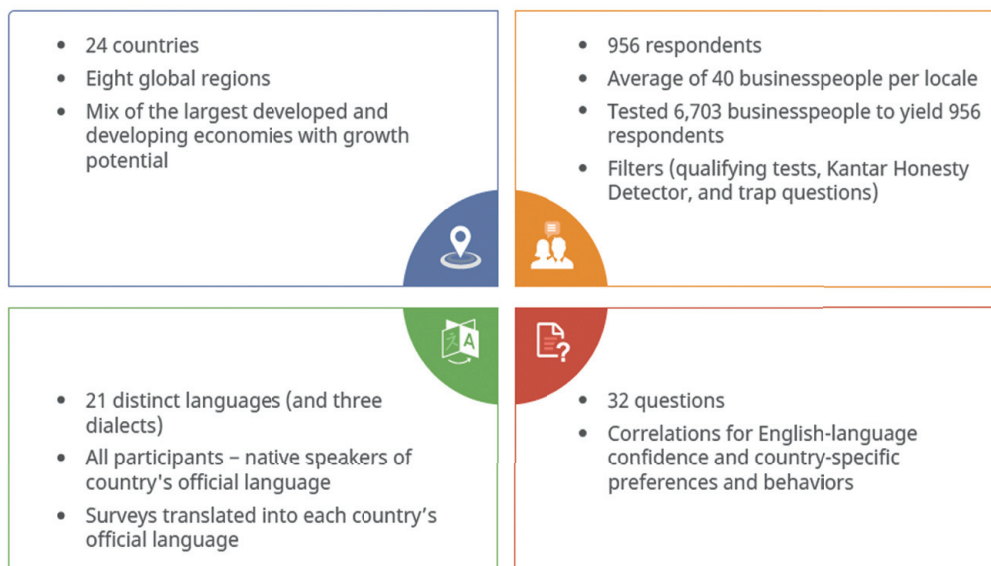 • 24 countries
• Eight global regions
• Mix of the largest developed and
developing economies with growth
potential
• 956 respondents
• Average of 40 businesspeople per locale
• Tested 6,703 businesspeople to yield 956
respondents
• Filters (qualifying tests, Kantar Honesty
Detector, and trap questions)
• 21 distinct languages (and three
dialects)
• All participants – native speakers of
country's official language
• Surveys translated into each country’s
official language
• 32 questions
• Correlations for English-language
confidence and country-specific
preferences and behaviors
A
?